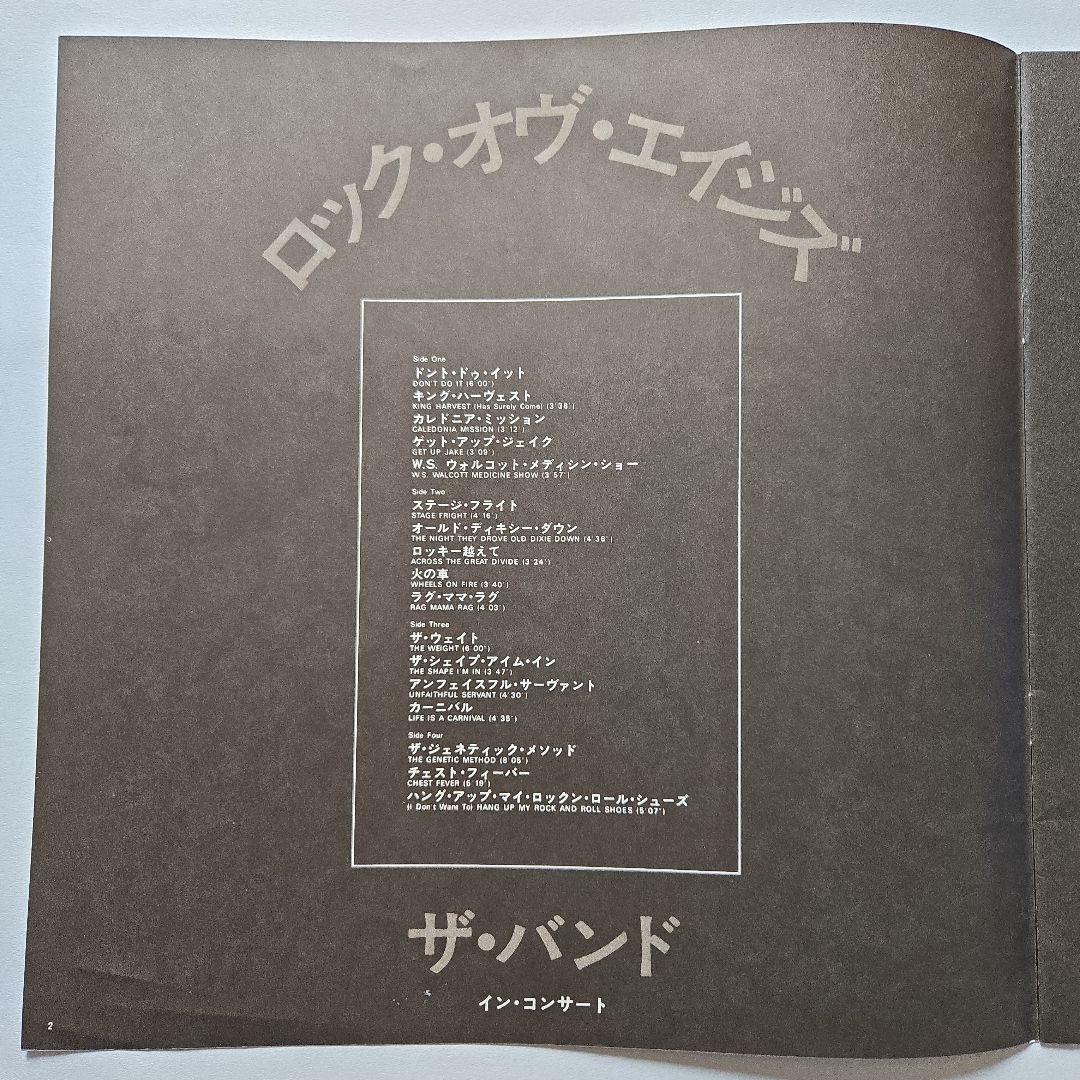 ロック・オヴ・エイジズ
Side One
ドント・ドゥ・イット
DON'T DO IT (6'00")
キング・ハーヴェスト
KING HARVEST (Has Surely Come) (3'38")
カレドニア・ミッション
CALEDONIA MISSION (3'12")
ゲット・アップ・ジェイク
GET UP JAKE (3'09")
W.S. ウォルコット・メディシン・ショー
W.S. WALCOTT MEDICINE SHOW (3'57")
Side Two
ステージ・フライト
STAGE FRIGHT (4'16")
オールド・ディキシー・ダウン
THE NIGHT THEY DROVE OLD DIXIE DOWN (4'36")
ロッキー越えて
ACROSS THE GREAT DIVIDE (3'24")
火の車
WHEELS ON FIRE (3'40")
ラグ・ママ・ラグ
RAG MAMA RAG (4'03")
Side Three
ザ・ウェイト
THE WEIGHT (6'00")
ザ・シェイプ・アイム・イン
THE SHAPE I'M IN (3'47")
アンフェイスフル・サーヴァント
UNFAITHFUL SERVANT (4'30")
カーニバル
LIFE IS A CARNIVAL (4'35")
Side Four
ザ・ジェネティック・メソッド
THE GENETIC METHOD (8'05")
チェスト・フィーバー
CHEST FEVER (5'19")
ハング・アップ・マイ・ロックン・ロール・シューズ
(I Don't Want To) HANG UP MY ROCK AND ROLL SHOES (5'07")
ザ・バンド
イン・コンサート
2